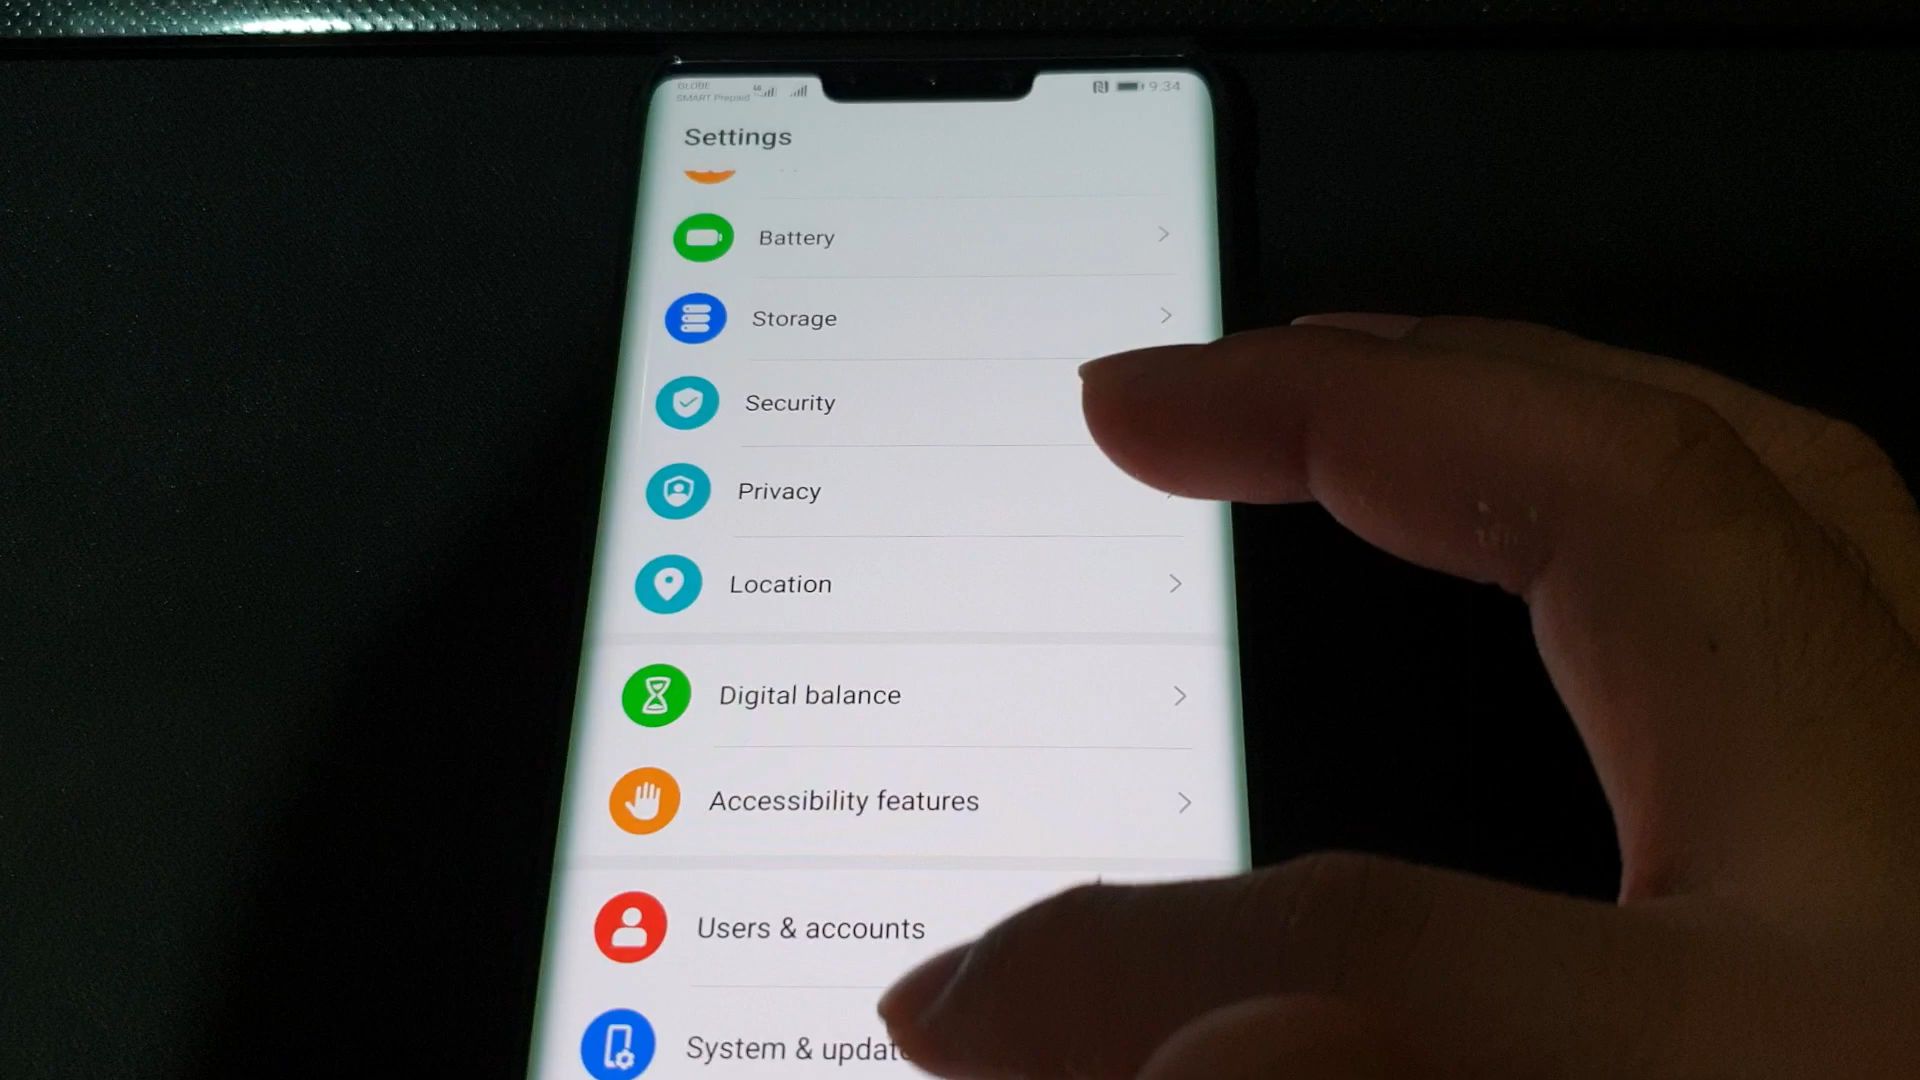 GLOBE
SMART Prepaid
9:34
Settings
Battery
Storage
Security
Privacy
Location
Digital balance
Accessibility features
Users & accounts
System & update